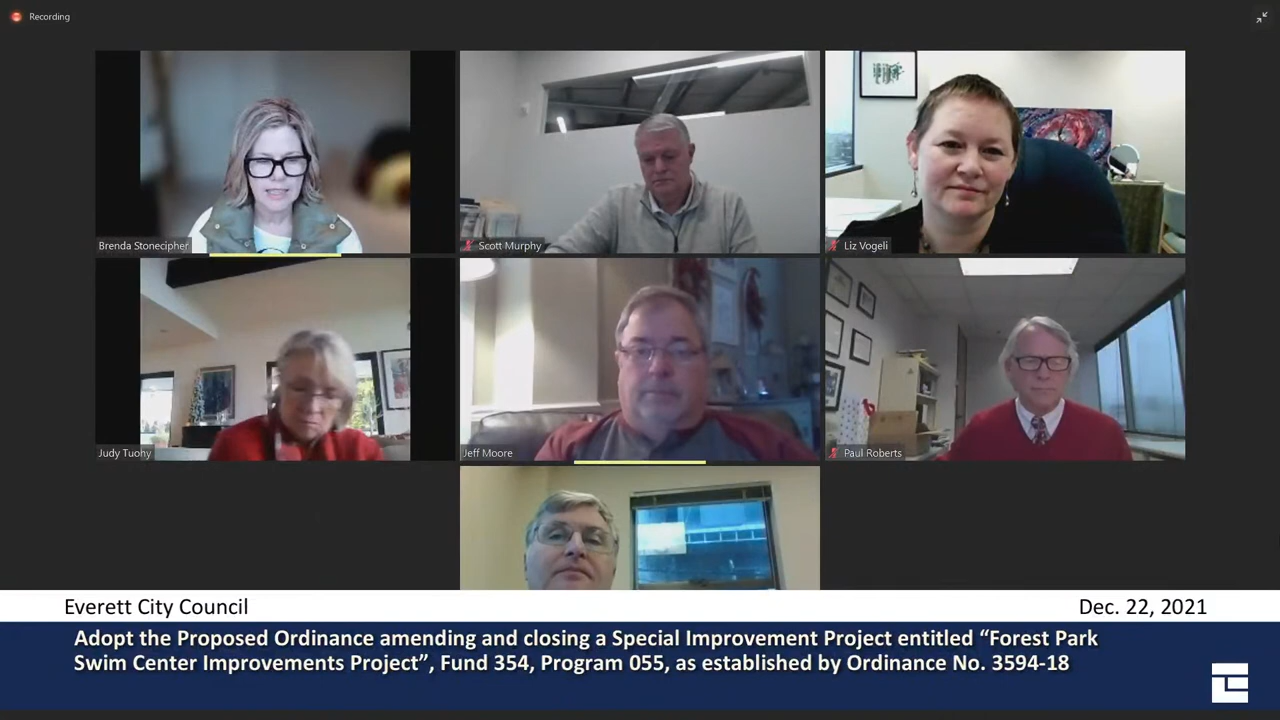 Recording
Brenda Stonecipher
Scott Murphy
Liz Vogeli
Judy Tuohy
Jeff Moore
Paul Roberts
Everett City Council
Dec. 22, 2021
Adopt the Proposed Ordinance amending and closing a Special Improvement Project entitled “Forest Park
Swim Center Improvements Project”, Fund 354, Program 055, as established by Ordinance No. 3594-18